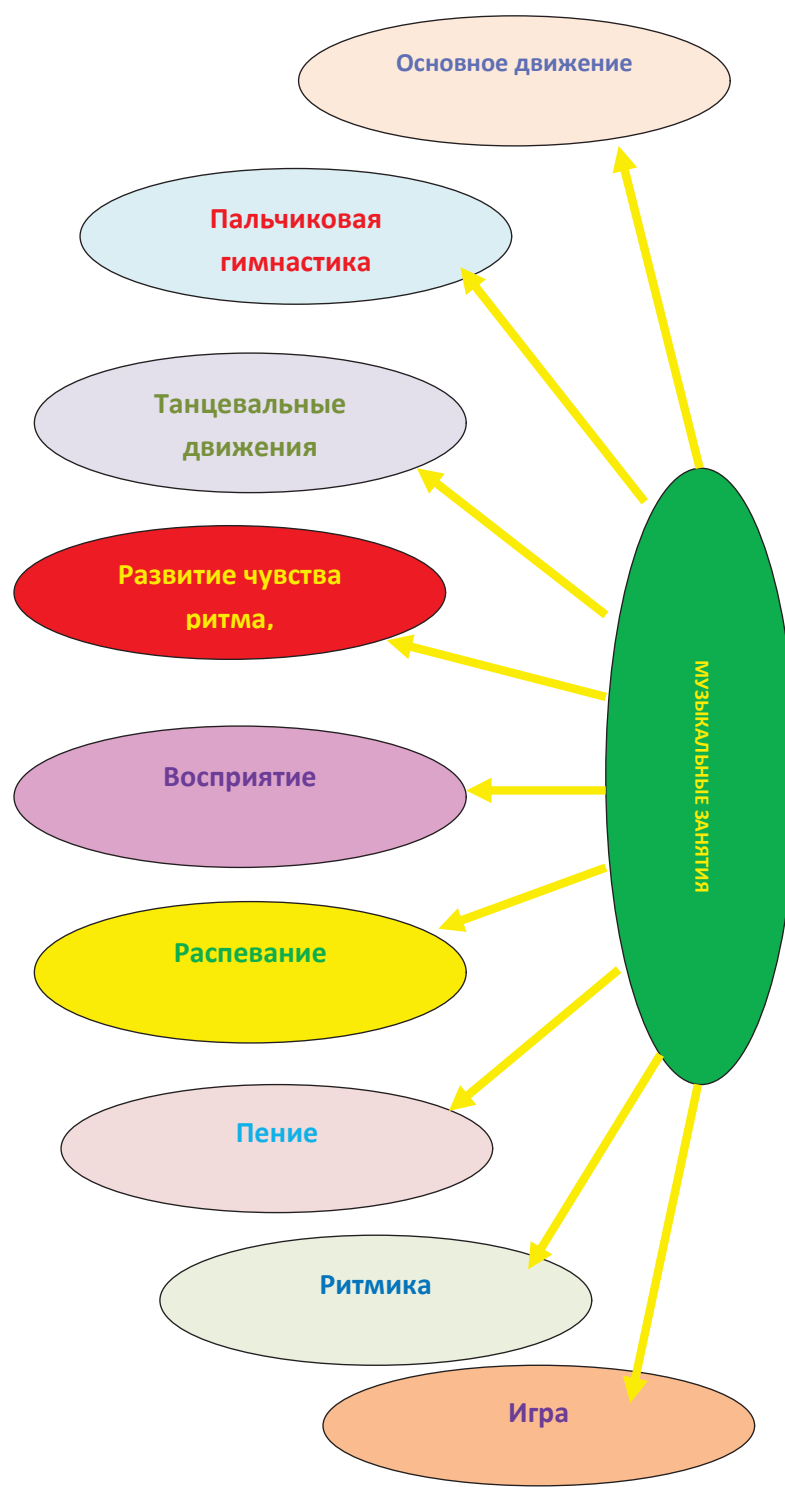 Основное движение
Пальчиковая
гимнастика
Танцевальные
движения
Развитие чувства
ритма,
МУЗЫКАЛЬНЫЕ ЗАНЯТИЯ
Восприятие
Распевание
Пение
Ритмика
Игра